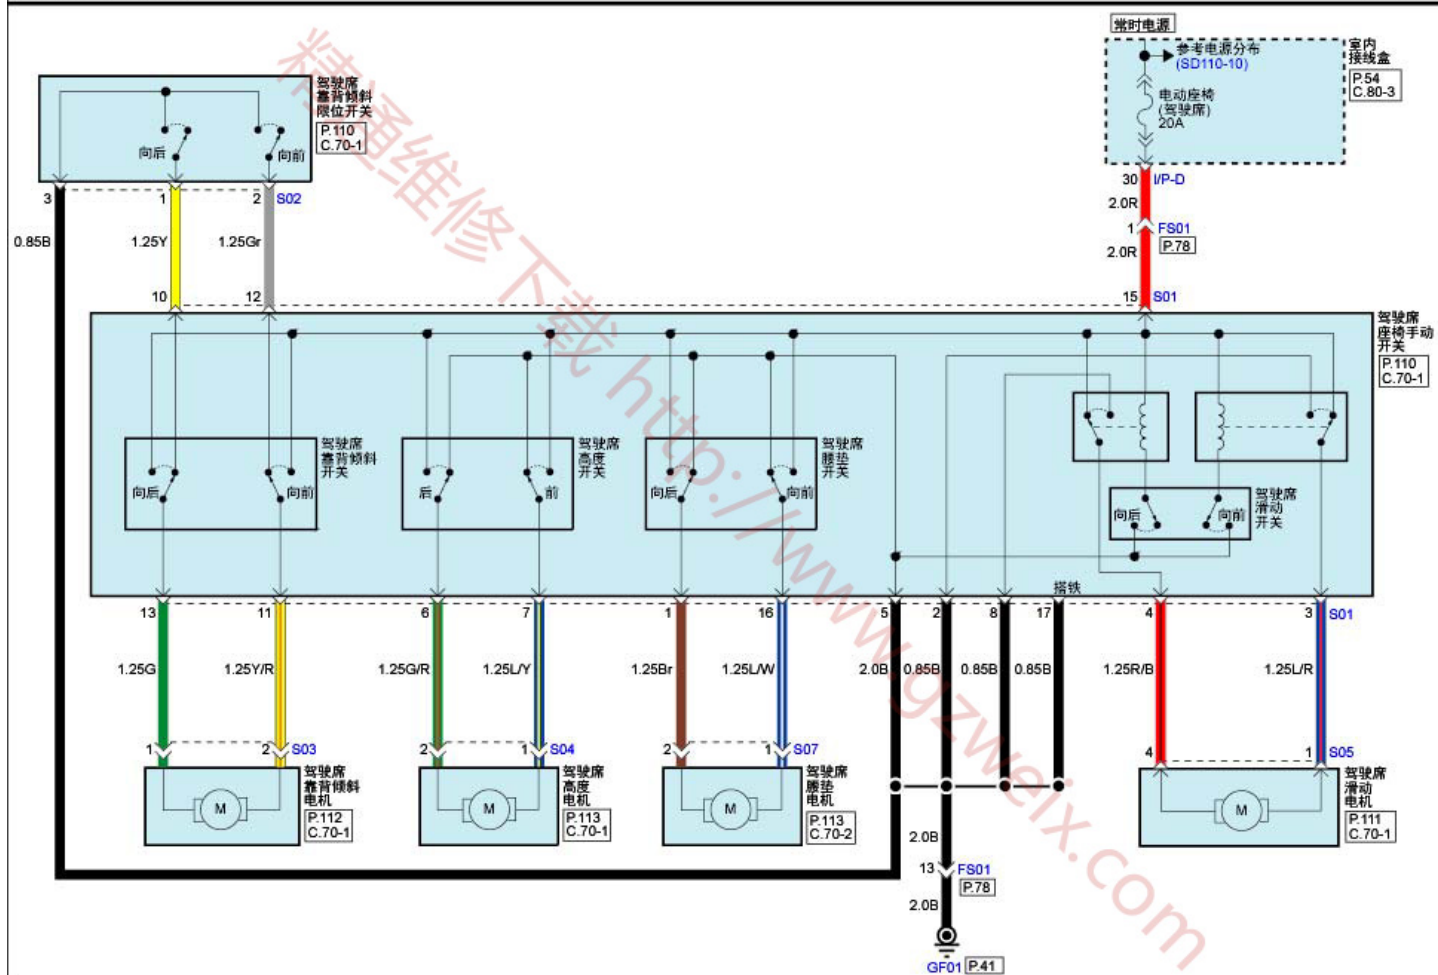 常时电源
参考电源分布
(SD110-10)
电动座椅
(驾驶席)
20A
室内
接线盒
P.54
C.80-3
驾驶席
靠背倾斜
限位开关
P.110
C.70-1
向后
向前
3
1
2
S02
30
I/P-D
2.0R
1
FS01
P.78
2.0R
0.85B
1.25Y
1.25Gr
10
12
15
S01
驾驶席
座椅手动
开关
P.110
C.70-1
驾驶席
靠背倾斜
开关
向后
向前
驾驶席
高度
开关
后
前
驾驶席
腰垫
开关
向后
向前
驾驶席
滑动
开关
向后
向前
搭铁
13
11
6
7
1
16
5
2
8
17
4
3
S01
1.25G
1.25Y/R
1.25G/R
1.25L/Y
1.25Br
1.25L/W
2.0B
0.85B
0.85B
0.85B
1.25R/B
1.25L/R
1
2
S03
2
1
S04
2
1
S07
4
1
S05
M
驾驶席
靠背倾斜
电机
P.112
C.70-1
M
驾驶席
高度
电机
P.113
C.70-1
M
驾驶席
腰垫
电机
P.113
C.70-2
M
驾驶席
滑动
电机
P.111
C.70-1
2.0B
13
FS01
P.78
2.0B
GF01
P.41
精通维修下载 http://www.gzweix.com